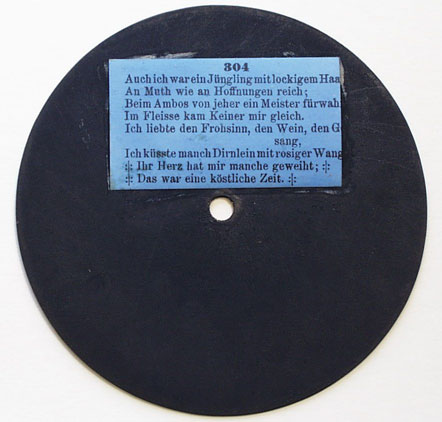 304
Auch ich war ein Jüngling mit lockigem Haa
An Muth wie an Hoffnungen reich;
Beim Ambos von jeher ein Meister fürwah
Im Fleisse kam Keiner mir gleich.
Ich liebte den Frohsinn, den Wein, den G
sang,
Ich küsste manch Dirnlein mit rosiger Wang
:|: Ihr Herz hat mir manche geweiht; :|:
:|: Das war eine köstliche Zeit. :|: